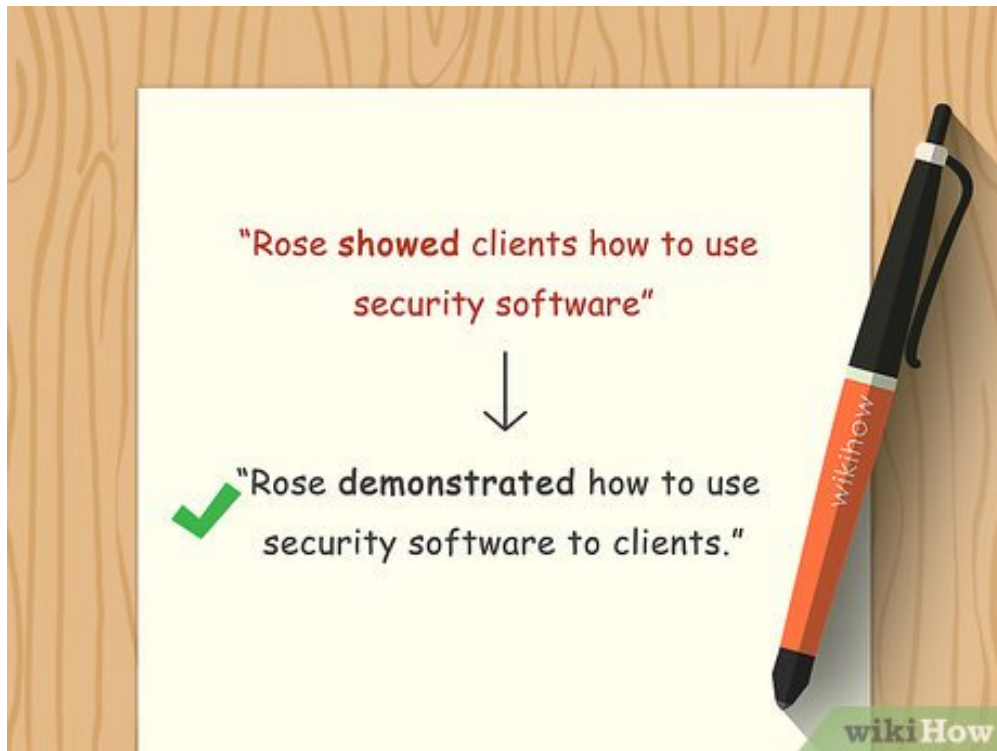 “Rose showed clients how to use
security software”
“Rose demonstrated how to use
security software to clients.”
wikihow
wikiHow